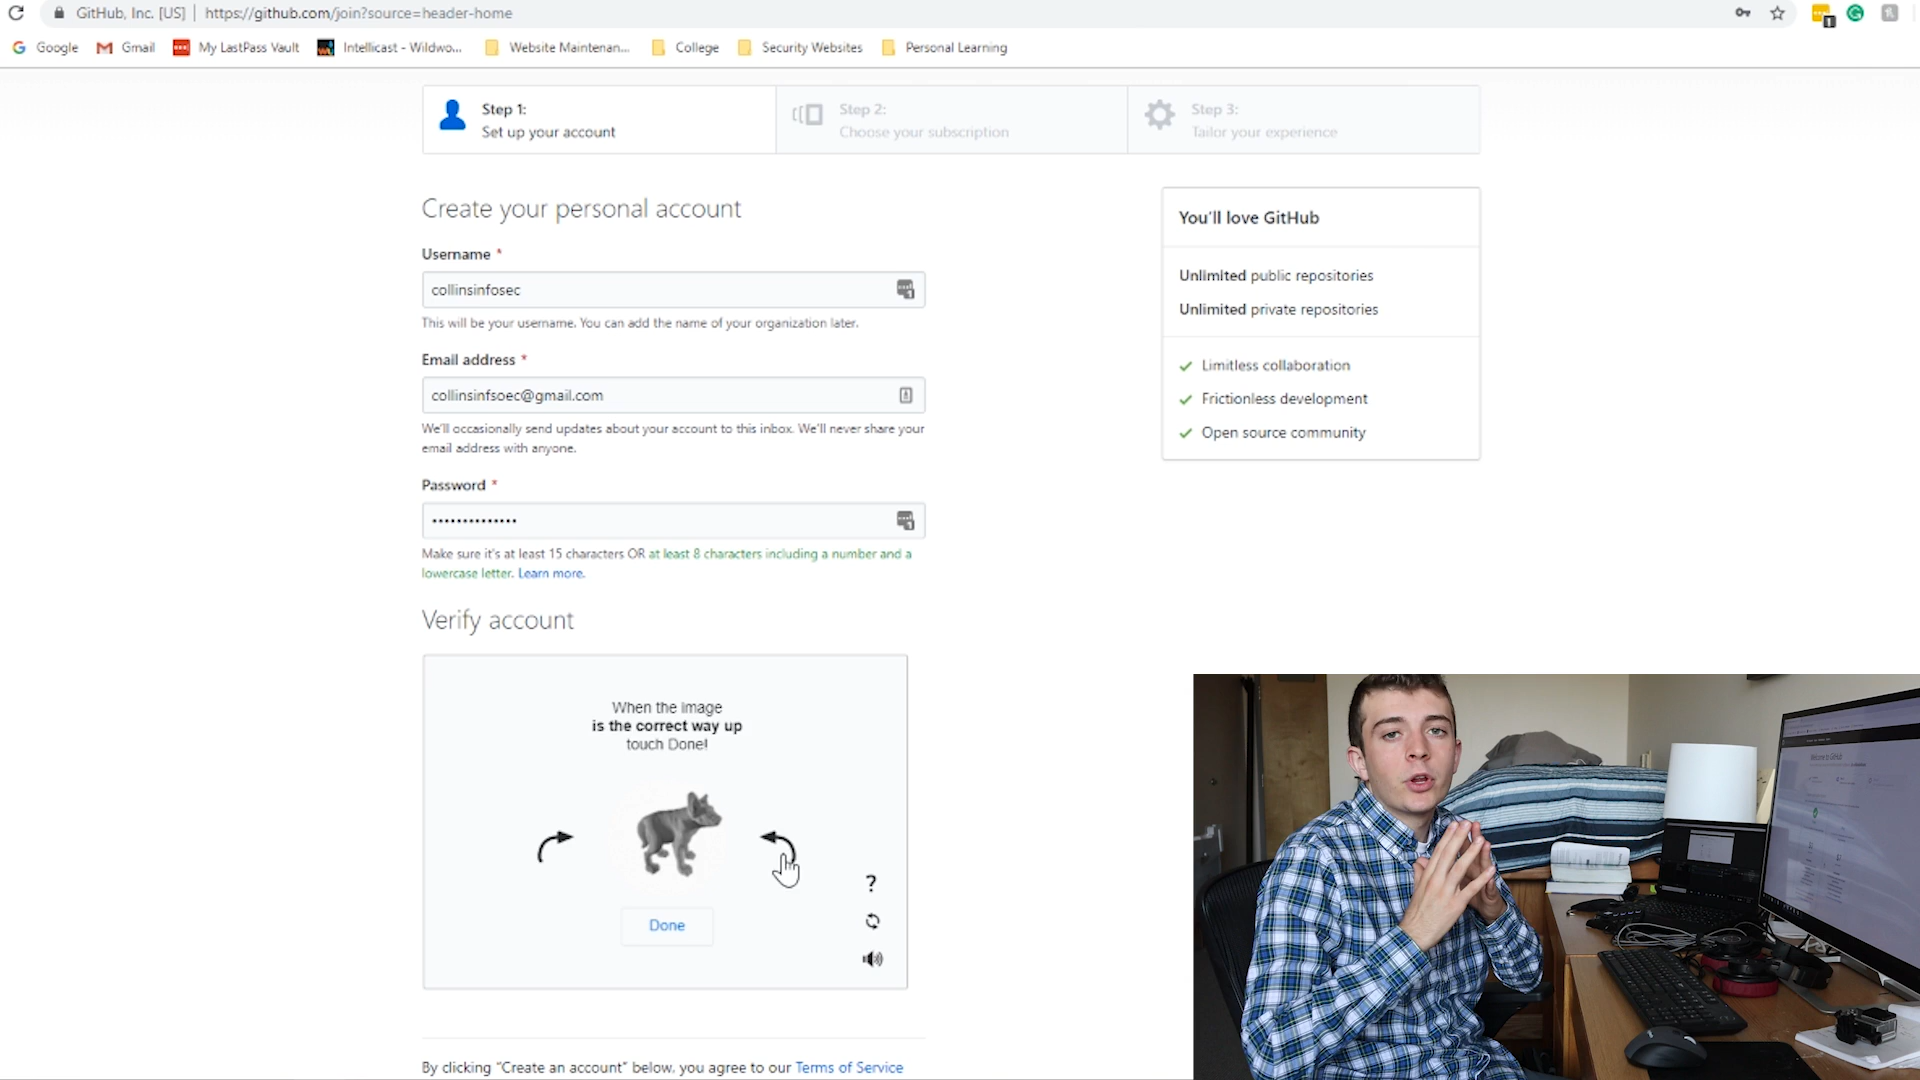 GitHub, Inc. [US] | https://github.com/join?source=header-home
Google Gmail My LastPass Vault Intellicast - Wildwo... Website Maintenan... College Security Websites Personal Learning
Step 1:
Set up your account
Step 2:
Choose your subscription
Step 3:
Tailor your experience
Create your personal account
Username *
collinsinfosec
This will be your username. You can add the name of your organization later.
Email address *
collinsinfsoec@gmail.com
We'll occasionally send updates about your account to this inbox. We'll never share your
email address with anyone.
Password *
••••••••••••••
Make sure it's at least 15 characters OR at least 8 characters including a number and a
lowercase letter. Learn more.
You'll love GitHub
Unlimited public repositories
Unlimited private repositories
Limitless collaboration
Frictionless development
Open source community
Verify account
When the image
is the correct way up
touch Done!
?
Done
By clicking "Create an account" below, you agree to our Terms of Service